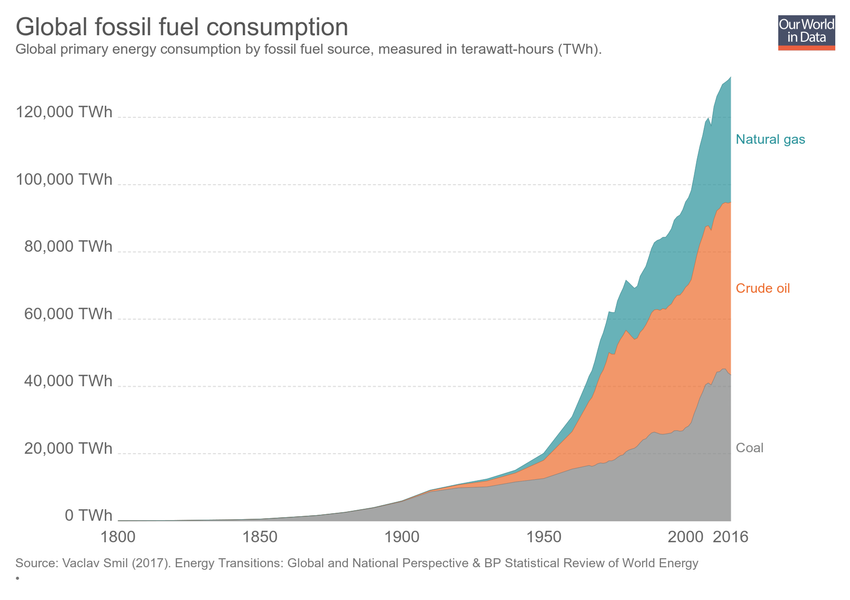 Global fossil fuel consumption
Global primary energy consumption by fossil fuel source, measured in terawatt-hours (TWh).
Our World
in Data
120,000 TWh
100,000 TWh
80,000 TWh
60,000 TWh
40,000 TWh
20,000 TWh
0 TWh
Natural gas
Crude oil
Coal
1800 1850 1900 1950 2000 2016
Source: Vaclav Smil (2017). Energy Transitions: Global and National Perspective & BP Statistical Review of World Energy
•